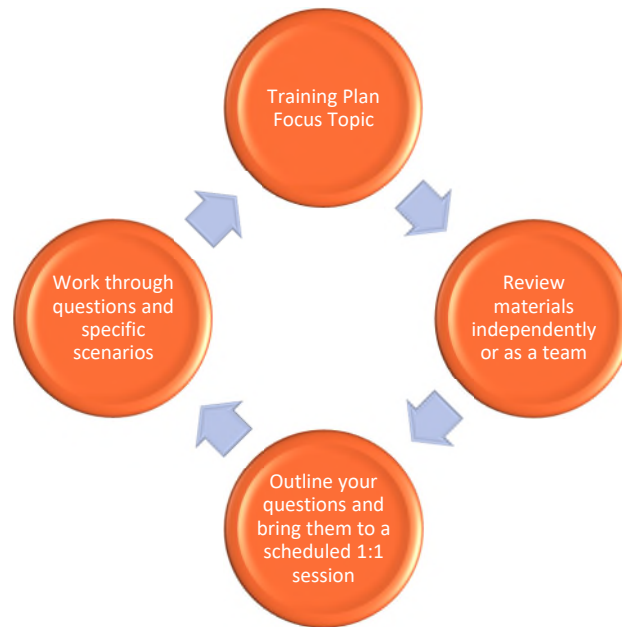 Training Plan
Focus Topic
Review
materials
independently
or as a team
Outline your
questions and
bring them to a
scheduled 1:1
session
Work through
questions and
specific
scenarios